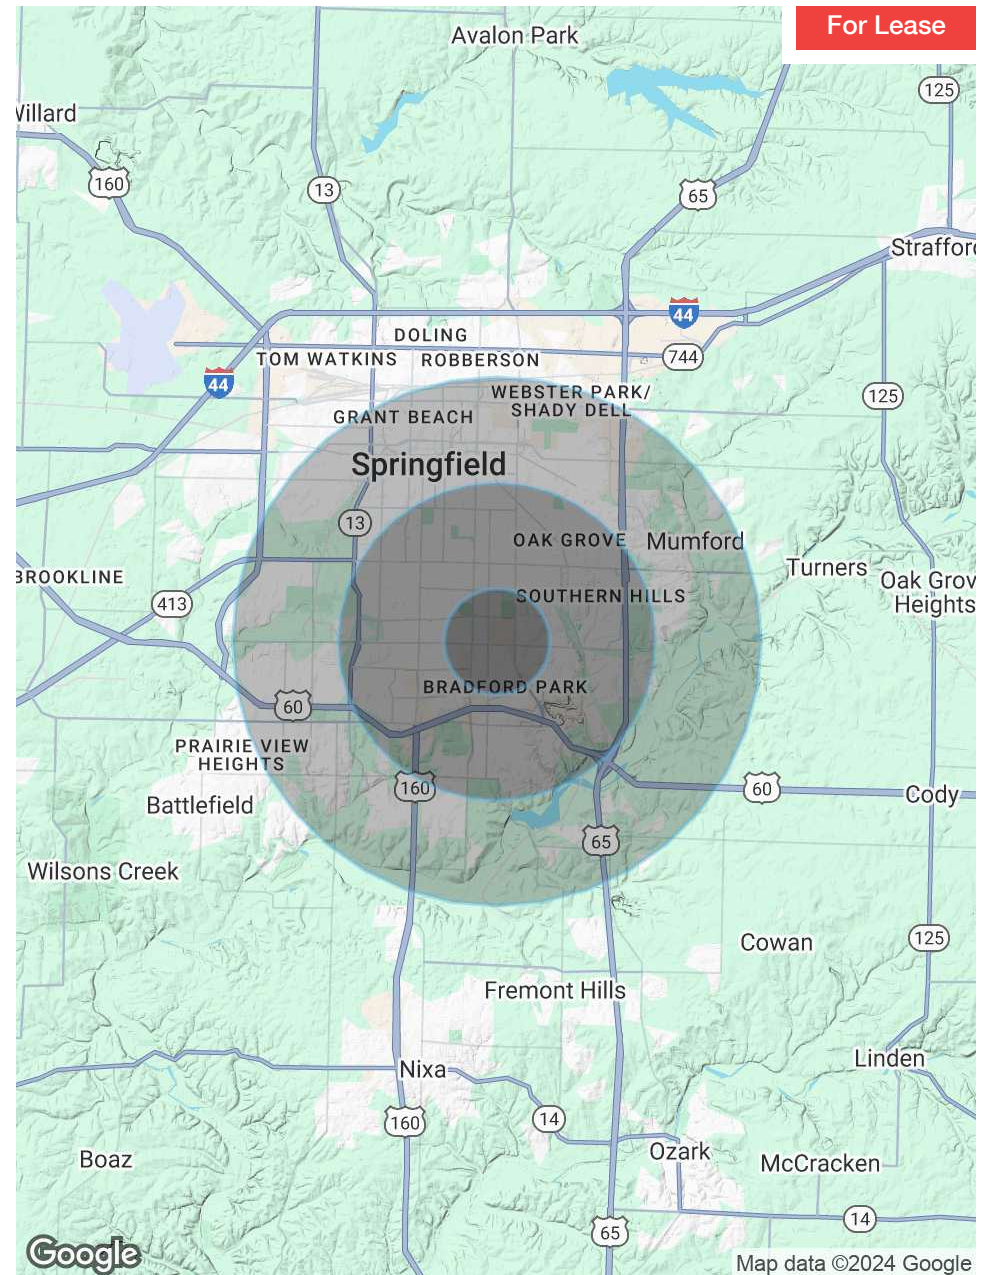 For Lease
Avalon Park
125
Willard
160
13
65
Strafford
44
DOLING
TOM WATKINS
ROBBERSON
744
44
WEBSTER PARK/
SHADY DELL
125
GRANT BEACH
Springfield
13
OAK GROVE
Mumford
Turners
BROOKLINE
Oak Grov
Heights
SOUTHERN HILLS
413
BRADFORD PARK
60
PRAIRIE VIEW
HEIGHTS
160
60
Cody
Battlefield
65
Wilsons Creek
Cowan
125
Fremont Hills
Linden
Nixa
160
14
Ozark
Boaz
McCracken
14
65
Google
Map data ©2024 Google